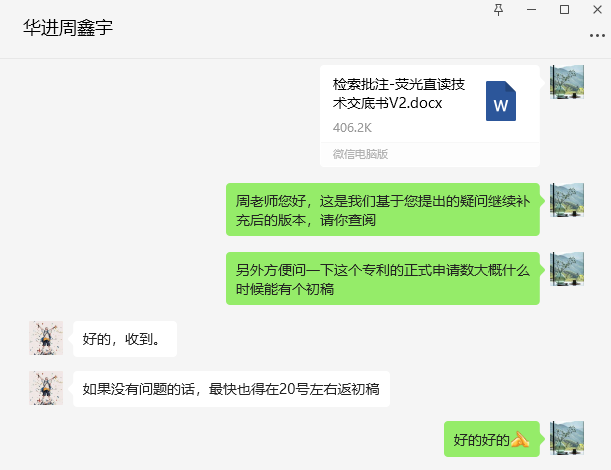 华进周鑫宇
检索批注-荧光直读技
术交底书V2.docx
W
406.2K
微信电脑版
周老师您好，这是我们基于您提出的疑问继续补
充后的版本，请你查阅
另外方便问一下这个专利的正式申请数大概什么
时候能有个初稿
好的，收到。
如果没有问题的话，最快也得在20号左右返初稿
好的好的